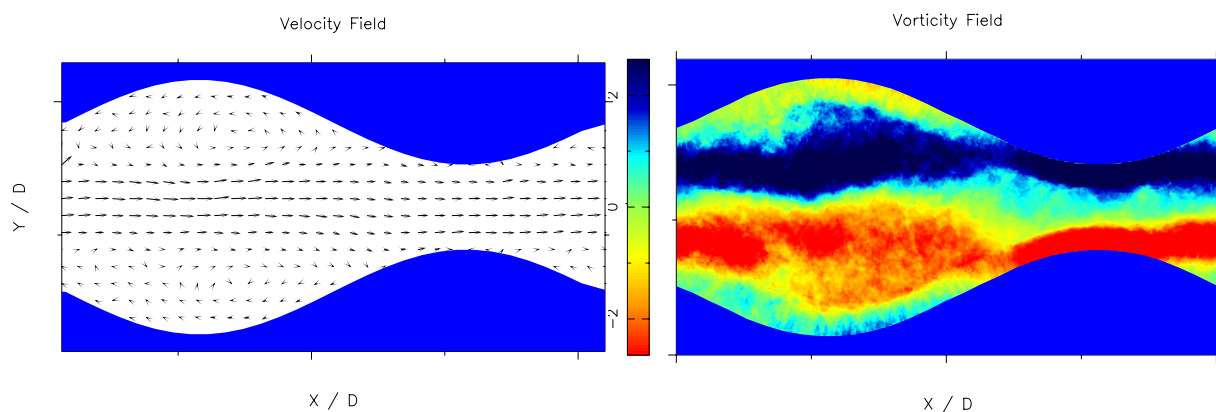 Velocity Field
Vorticity Field
Y / D
2
0
−2
X / D
X / D